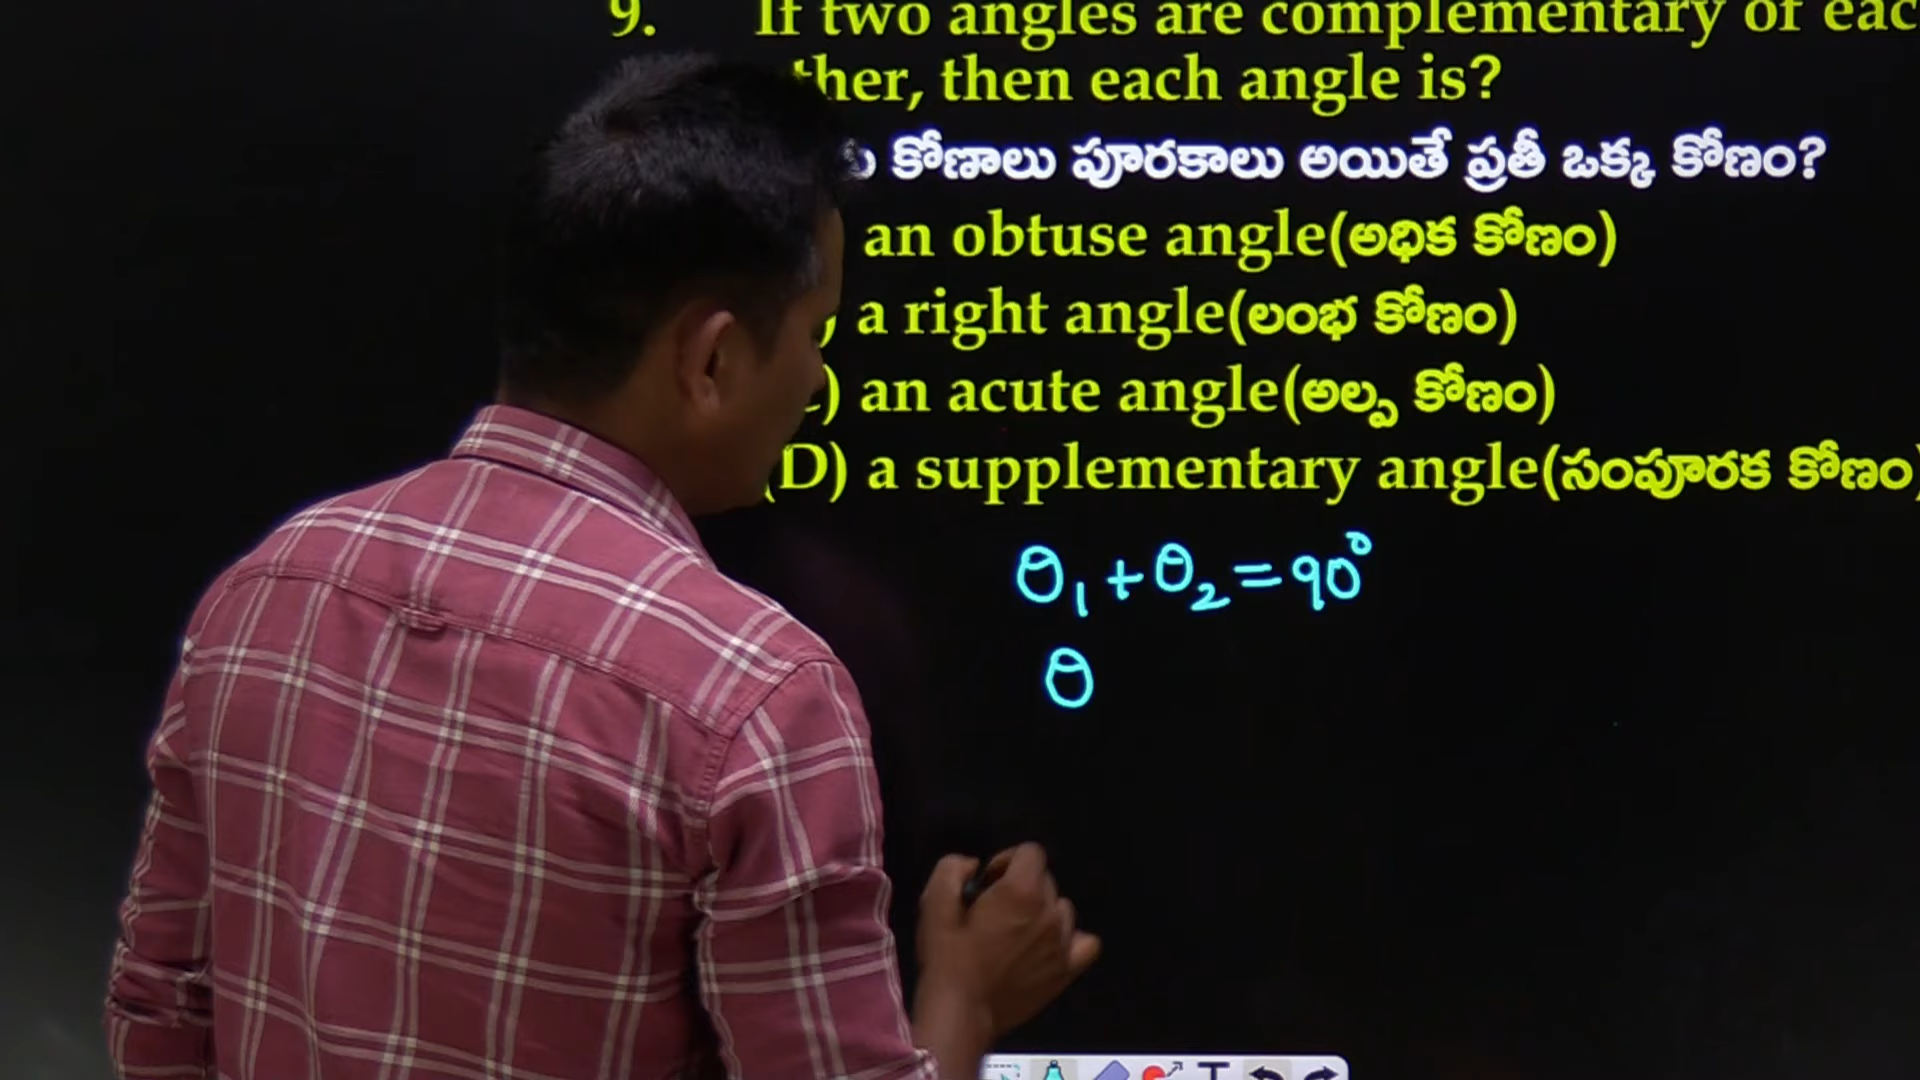 9. If two angles are complementary of eac
ther, then each angle is?
కోణాలు పూరకాలు అయితే ప్రతీ ఒక్క కోణం?
an obtuse angle(అధిక కోణం)
) a right angle(లంభ కోణం)
) an acute angle(అల్ప కోణం)
(D) a supplementary angle(సంపూరక కోణం)
θ₁+θ₂=90°
θ